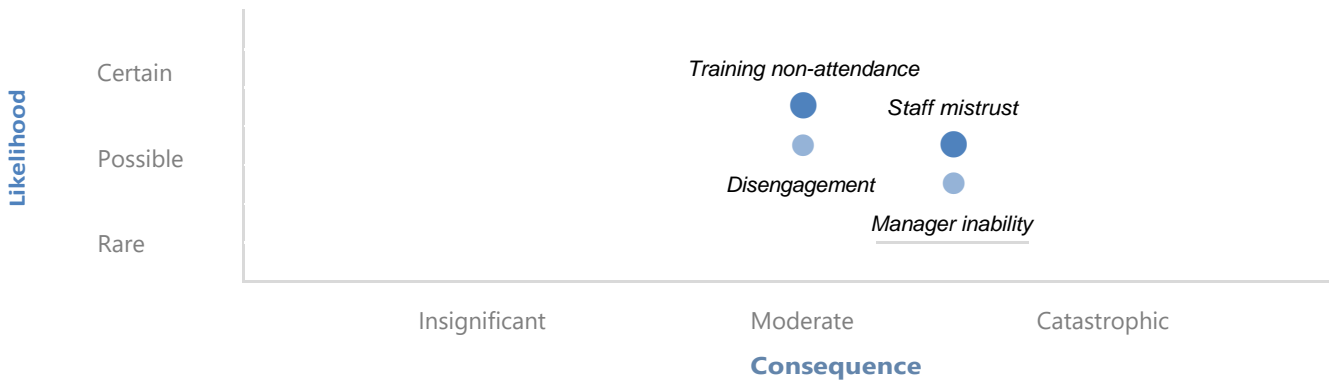 Likelihood
Certain
Possible
Rare
Training non-attendance
Staff mistrust
Disengagement
Manager inability
Insignificant
Moderate
Catastrophic
Consequence